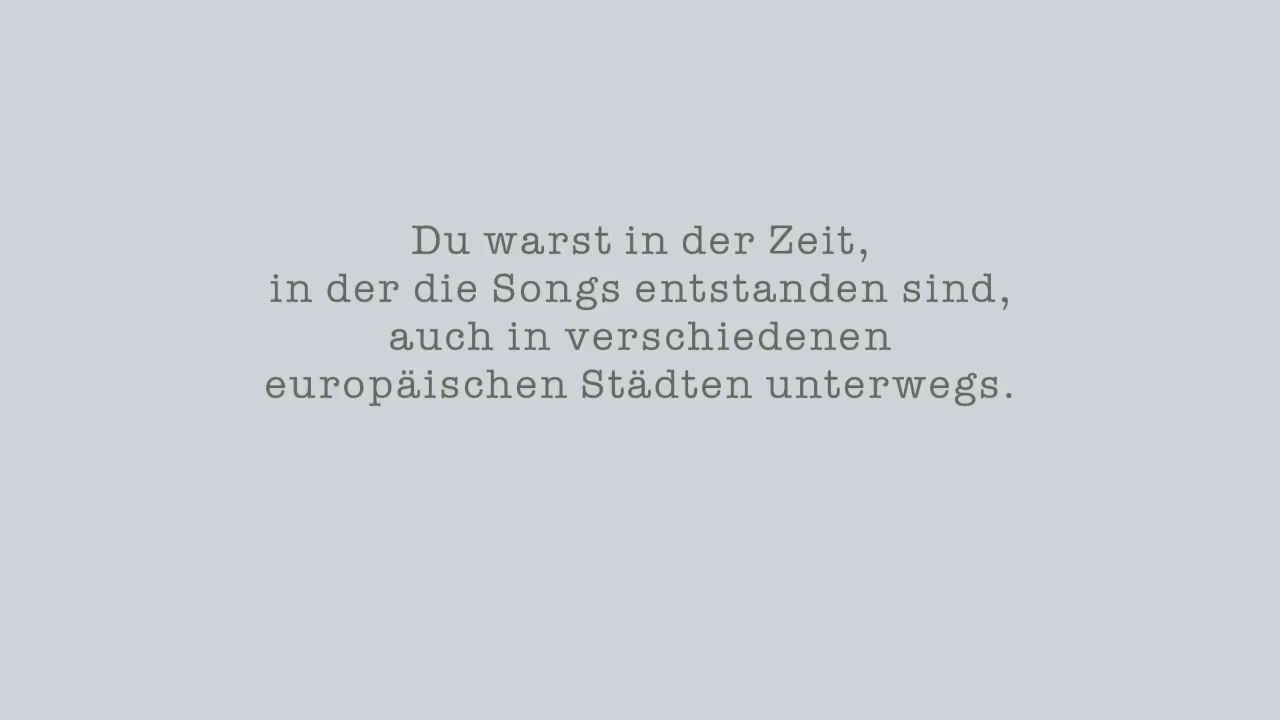 Du warst in der Zeit,
in der die Songs entstanden sind,
auch in verschiedenen
europäischen Städten unterwegs.